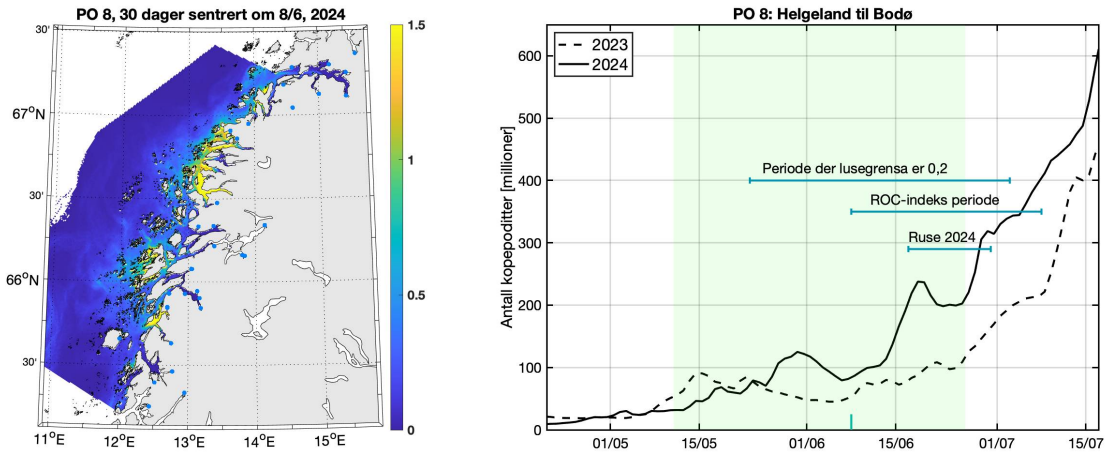 PO 8, 30 dager sentrert om 8/6, 2024
30'
67°N
30'
66°N
30'
11°E
12°E
13°E
14°E
15°E
1.5
1
0.5
0
PO 8: Helgeland til Bodø
2023
2024
Antall kopepoditter [millioner]
600
500
400
300
200
100
0
Periode der lusegrensa er 0,2
ROC-indeks periode
Ruse 2024
01/05
15/05
01/06
15/06
01/07
15/07